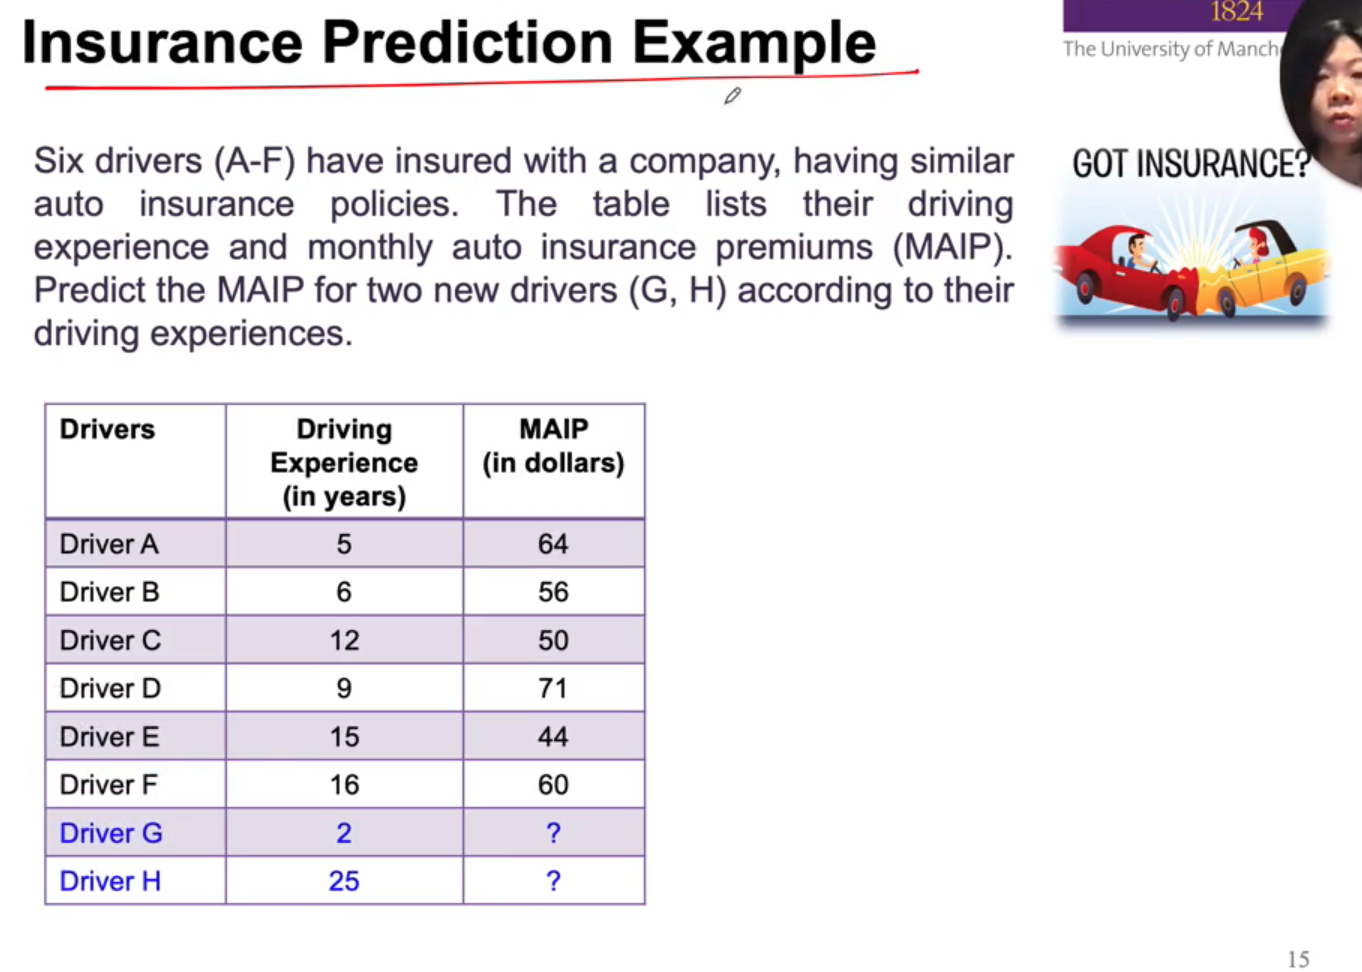 Insurance Prediction Example
1824
The University of Manch
Six drivers (A-F) have insured with a company, having similar
auto insurance policies. The table lists their driving
experience and monthly auto insurance premiums (MAIP).
Predict the MAIP for two new drivers (G, H) according to their
driving experiences.
GOT INSURANCE?
Drivers Driving Experience (in years) MAIP (in dollars)
Driver A 5 64
Driver B 6 56
Driver C 12 50
Driver D 9 71
Driver E 15 44
Driver F 16 60
Driver G 2 ?
Driver H 25 ?
15